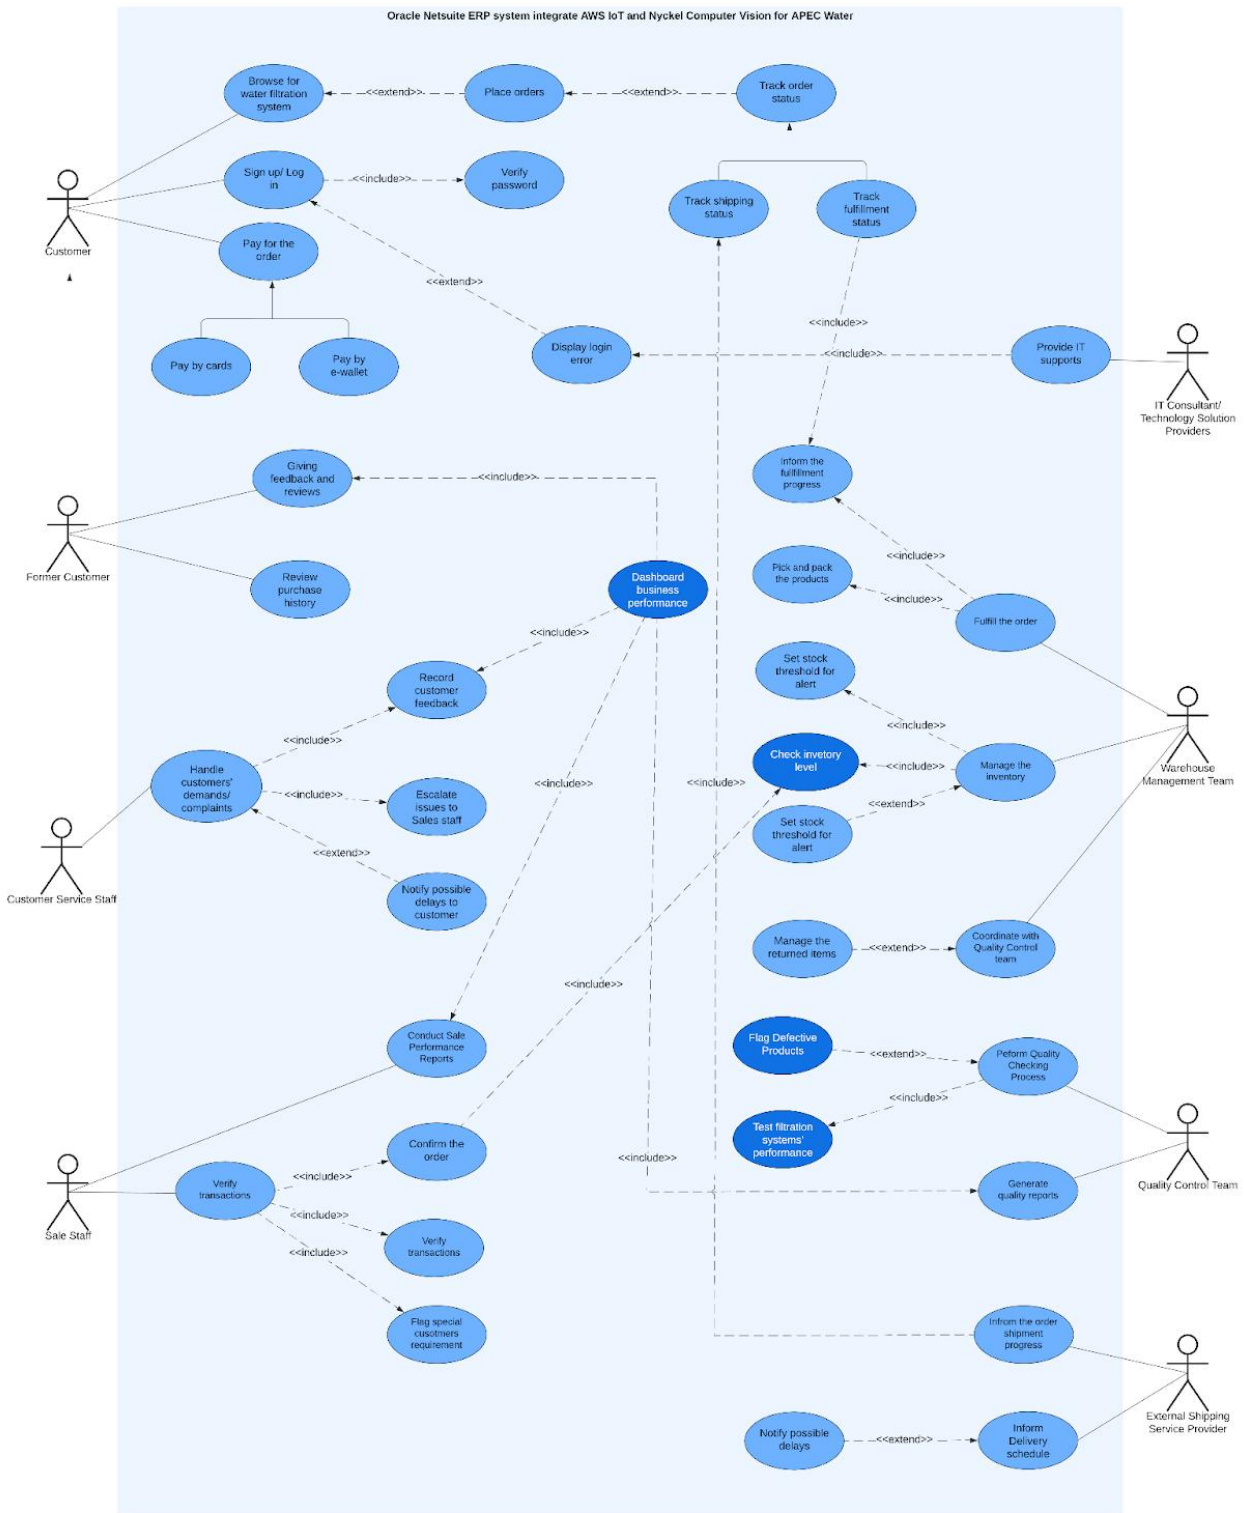 Oracle Netsuite ERP system integrate AWS IoT and Nyckel Computer Vision for APEC Water
Browse for
water filtration
system
<<extend>>
Place orders
<<extend>>
Track order
status
Sign up/ Log
in
<<include>>
Verify
password
Track shipping
status
Track
fulfillment
status
Customer
Pay for the
order
<<extend>>
<<include>>
Pay by cards
Pay by
e-wallet
Display login
error
<<include>>
Provide IT
supports
IT Consultant/
Technology Solution
Providers
Giving
feedback and
reviews
<<include>>
Inform the
fullfillment
progress
Former Customer
Review
purchase
history
Dashboard
business
performance
<<include>>
Pick and pack
the products
<<include>>
Fulfill the order
<<include>>
Record
customer
feedback
Set stock
threshold for
alert
<<include>>
<<include>>
Handle
customers'
demands/
complaints
<<include>>
Escalate
issues to
Sales staff
<<include>>
<<include>>
Check invetory
level
<<include>>
Manage the
inventory
Warehouse
Management Team
<<extend>>
Set stock
threshold for
alert
<<extend>>
Notify possible
delays to
customer
Customer Service Staff
Manage the
returned items
<<extend>>
Coordinate with
Quality Control
team
<<include>>
Conduct Sale
Performance
Reports
Flag Defective
Products
<<extend>>
Peform Quality
Checking
Process
<<include>>
Test filtration
systems'
performance
Confirm the
order
<<include>>
<<include>>
Verify
transactions
Generate
quality reports
Quality Control Team
Sale Staff
<<include>>
Verify
transactions
<<include>>
Flag special
cusotmers
requirement
Infrom the order
shipment
progress
External Shipping
Service Provider
Notify possible
delays
<<extend>>
Inform
Delivery
schedule